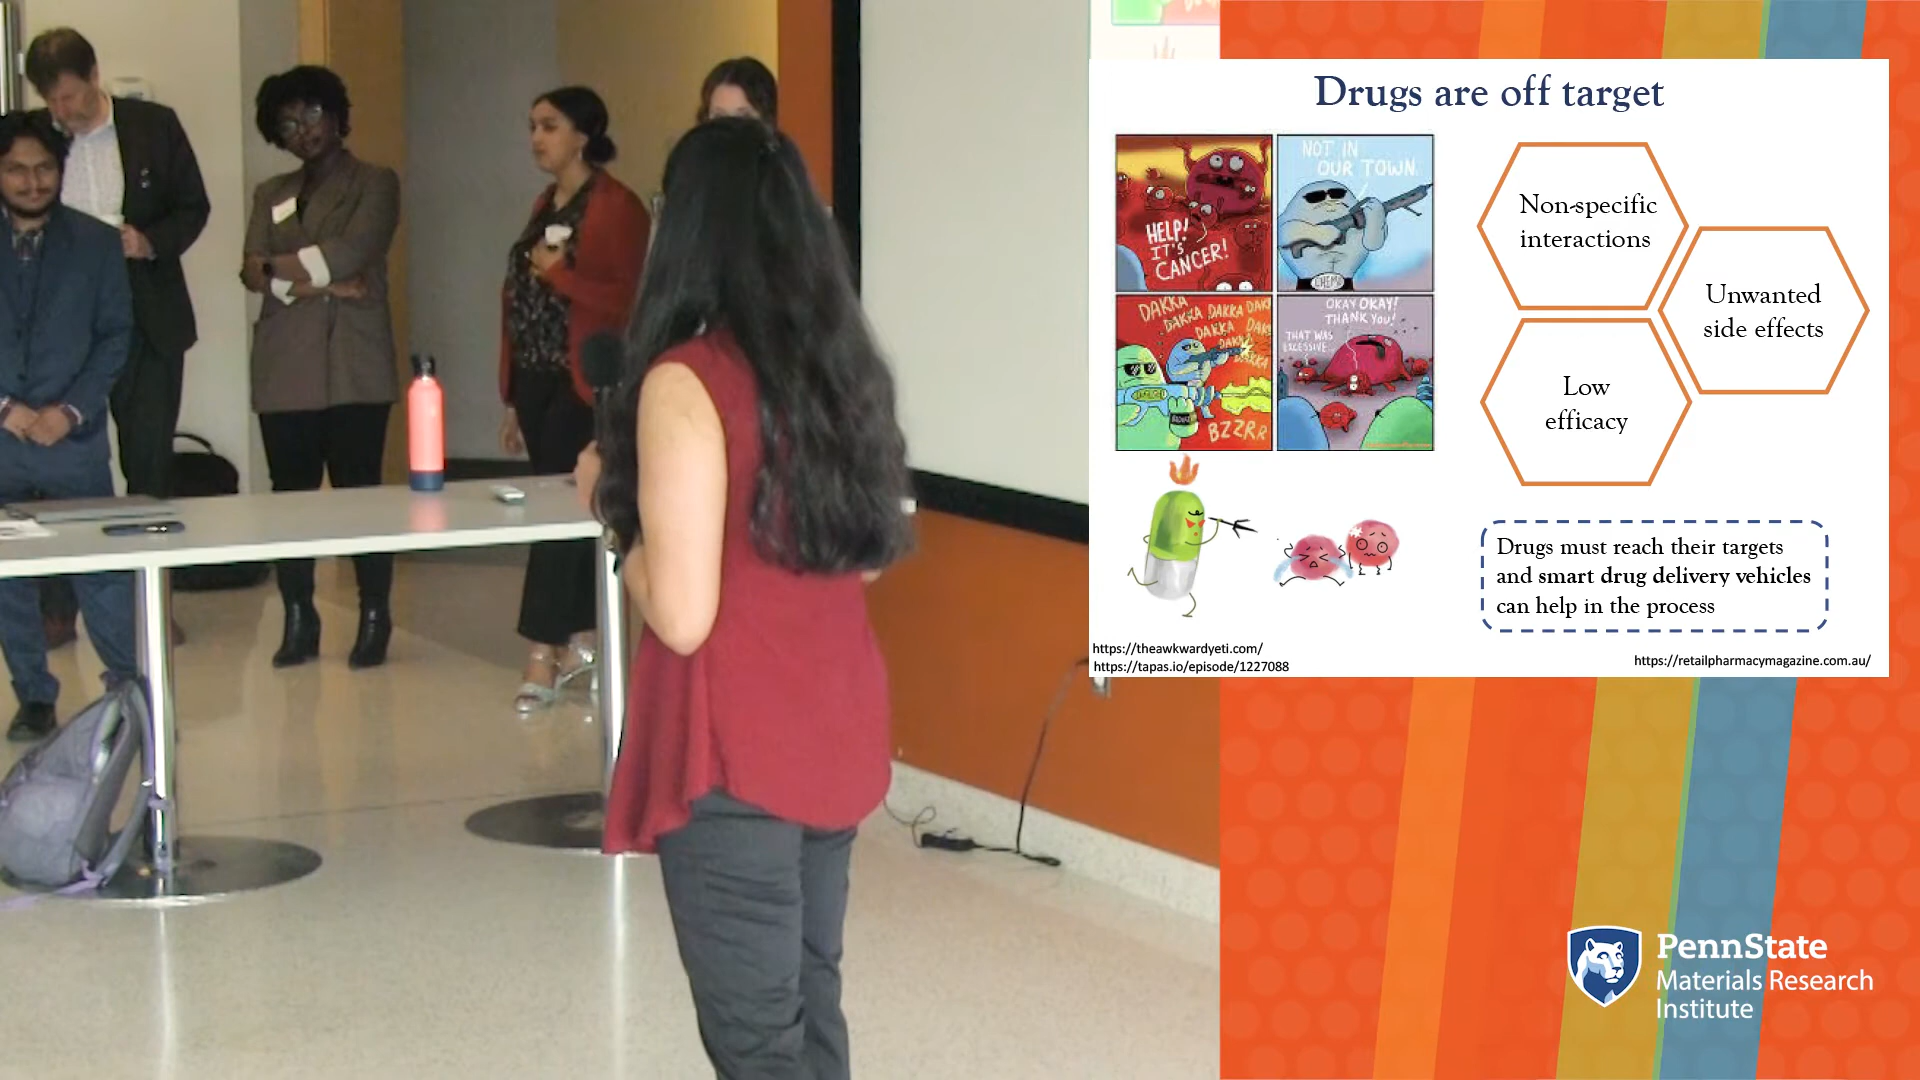 Drugs are off target
HELP!
IT'S
CANCER!
NOT IN
OUR TOWN.
CHEMO
DAKKA
DAKKA DAKKA DAKKA
DAKKA
BZZRR
OKAY OKAY!
THANK YOU!
THAT WAS
EXCESSIVE...
Non-specific
interactions
Unwanted
side effects
Low
efficacy
Drugs must reach their targets
and smart drug delivery vehicles
can help in the process
https://theawkwardyeti.com/
https://tapas.io/episode/1227088
https://retailpharmacymagazine.com.au/
PennState
Materials Research
Institute